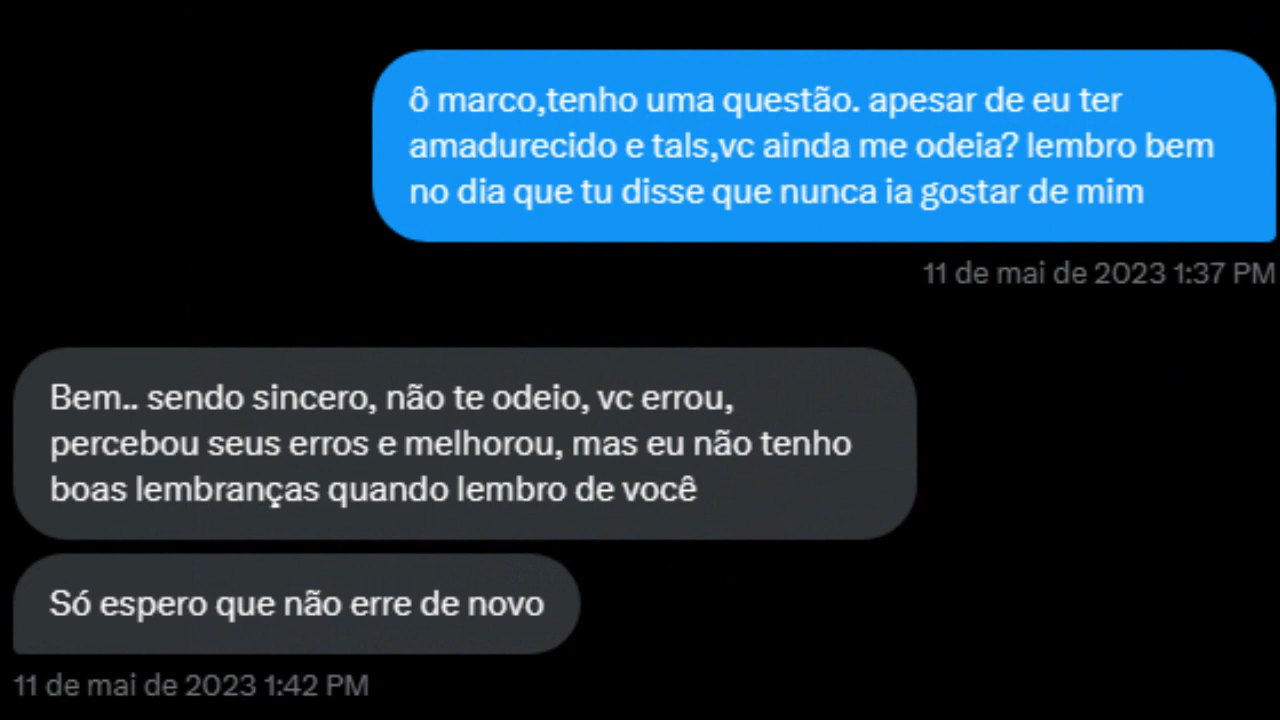 ô marco,tenho uma questão. apesar de eu ter
amadurecido e tals,vc ainda me odeia? lembro bem
no dia que tu disse que nunca ia gostar de mim
11 de mai de 2023 1:37 PM
Bem.. sendo sincero, não te odeio, vc errou,
percebou seus erros e melhorou, mas eu não tenho
boas lembranças quando lembro de você
Só espero que não erre de novo
11 de mai de 2023 1:42 PM